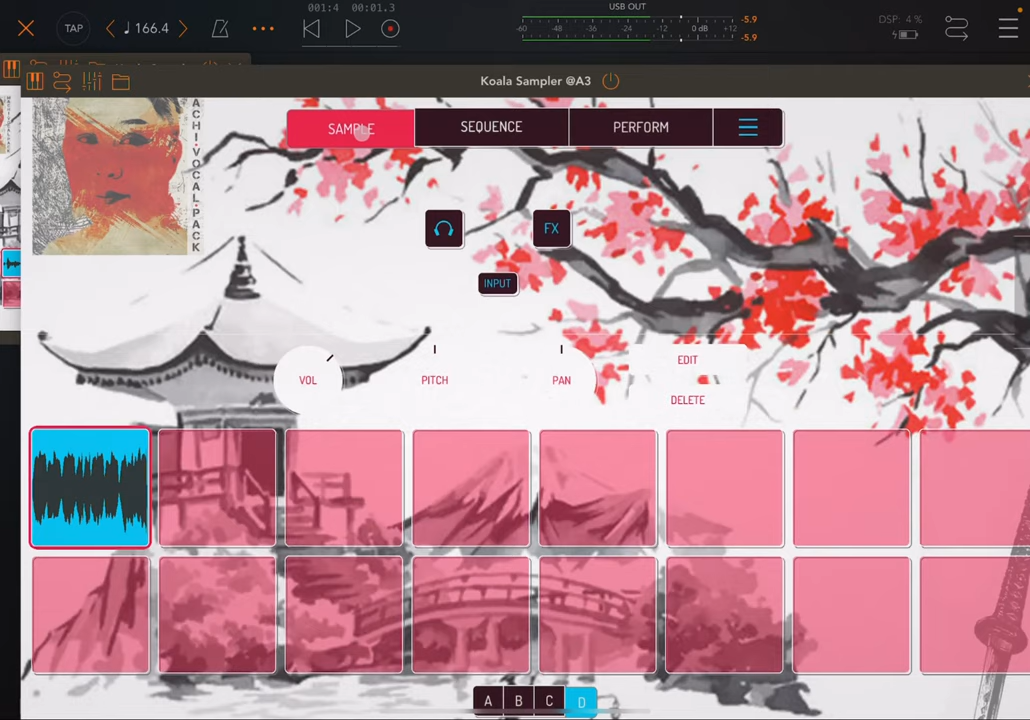 001:4 00:01.3
TAP
♩166.4
USB OUT
-60 -48 -36 -24 -12 0 dB +12
-5.9
-5.9
DSP: 4 %
Koala Sampler @A3
ACHI·VOCAL·PACK
SAMPLE
SEQUENCE
PERFORM
FX
INPUT
VOL
PITCH
PAN
EDIT
DELETE
A
B
C
D